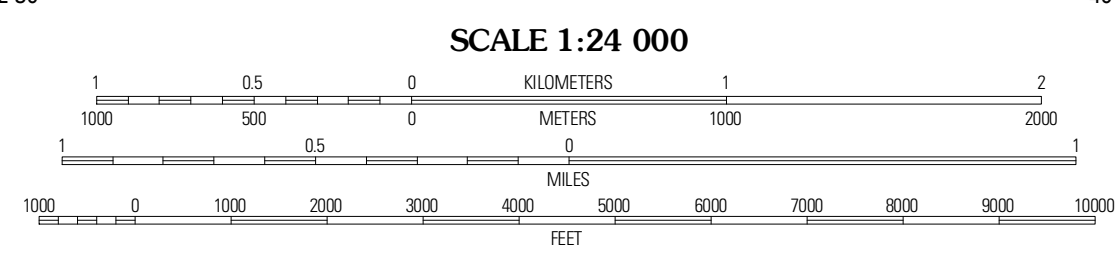 SCALE 1:24 000
1 0.5 0 KILOMETERS 1 2
1000 500 0 METERS 1000 2000
1 0.5 0 1
MILES
1000 0 1000 2000 3000 4000 5000 6000 7000 8000 9000 10000
FEET